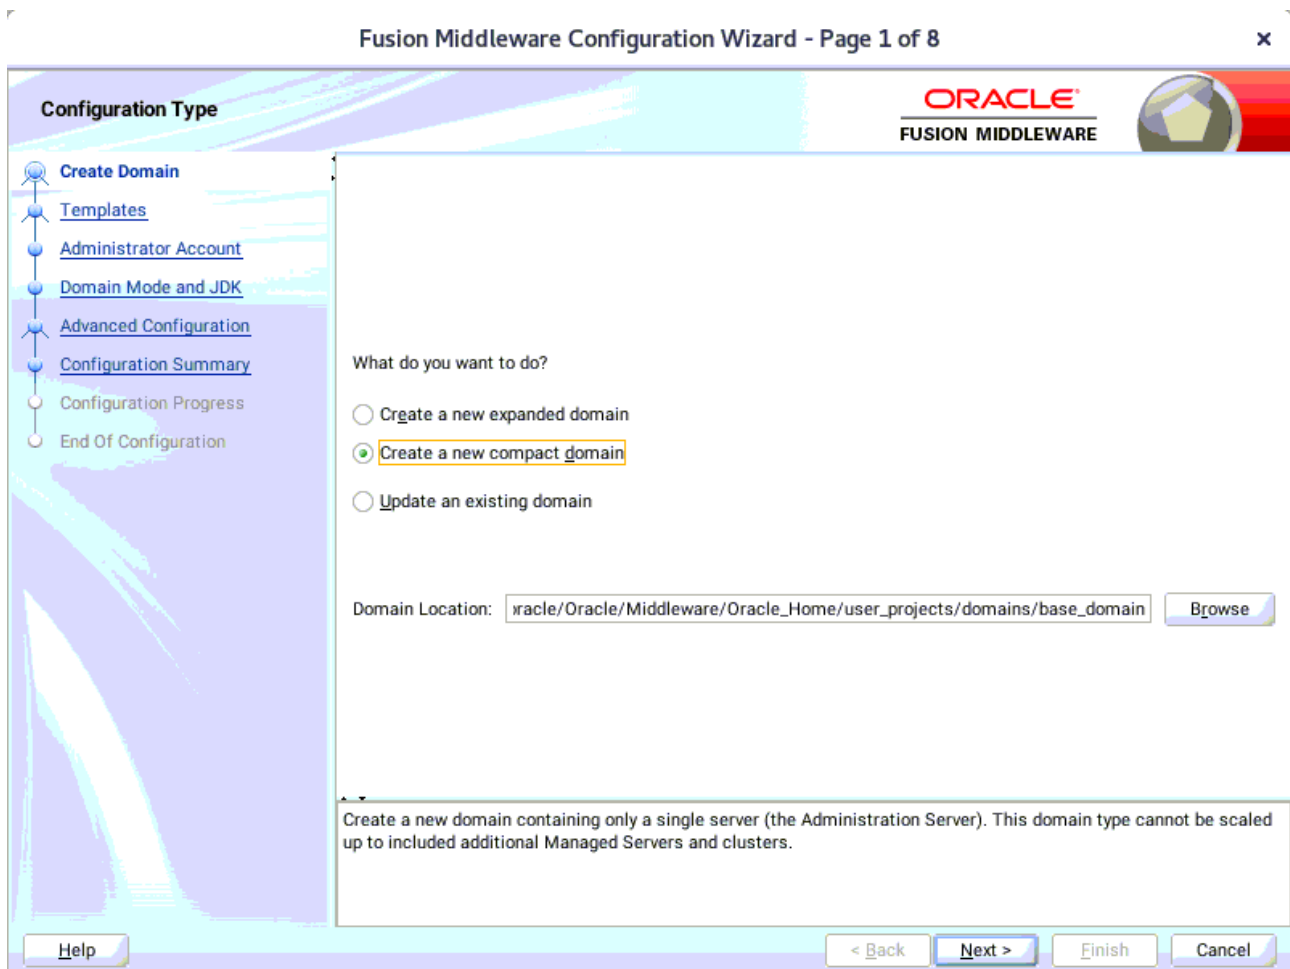 Fusion Middleware Configuration Wizard - Page 1 of 8
Configuration Type
ORACLE
FUSION MIDDLEWARE
Create Domain
Templates
Administrator Account
Domain Mode and JDK
Advanced Configuration
Configuration Summary
Configuration Progress
End Of Configuration
What do you want to do?
Create a new expanded domain
Create a new compact domain
Update an existing domain
Domain Location: racle/Oracle/Middleware/Oracle_Home/user_projects/domains/base_domain Browse
Create a new domain containing only a single server (the Administration Server). This domain type cannot be scaled
up to included additional Managed Servers and clusters.
Help < Back Next > Finish Cancel